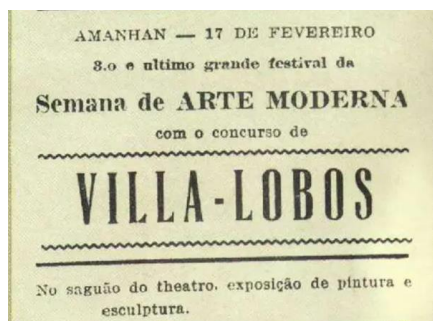 AMANHAN — 17 DE FEVEREIRO
3.o e ultimo grande festival da
Semana de ARTE MODERNA
com o concurso de
VILLA-LOBOS
No saguão do theatro, exposição de pintura e
esculptura.